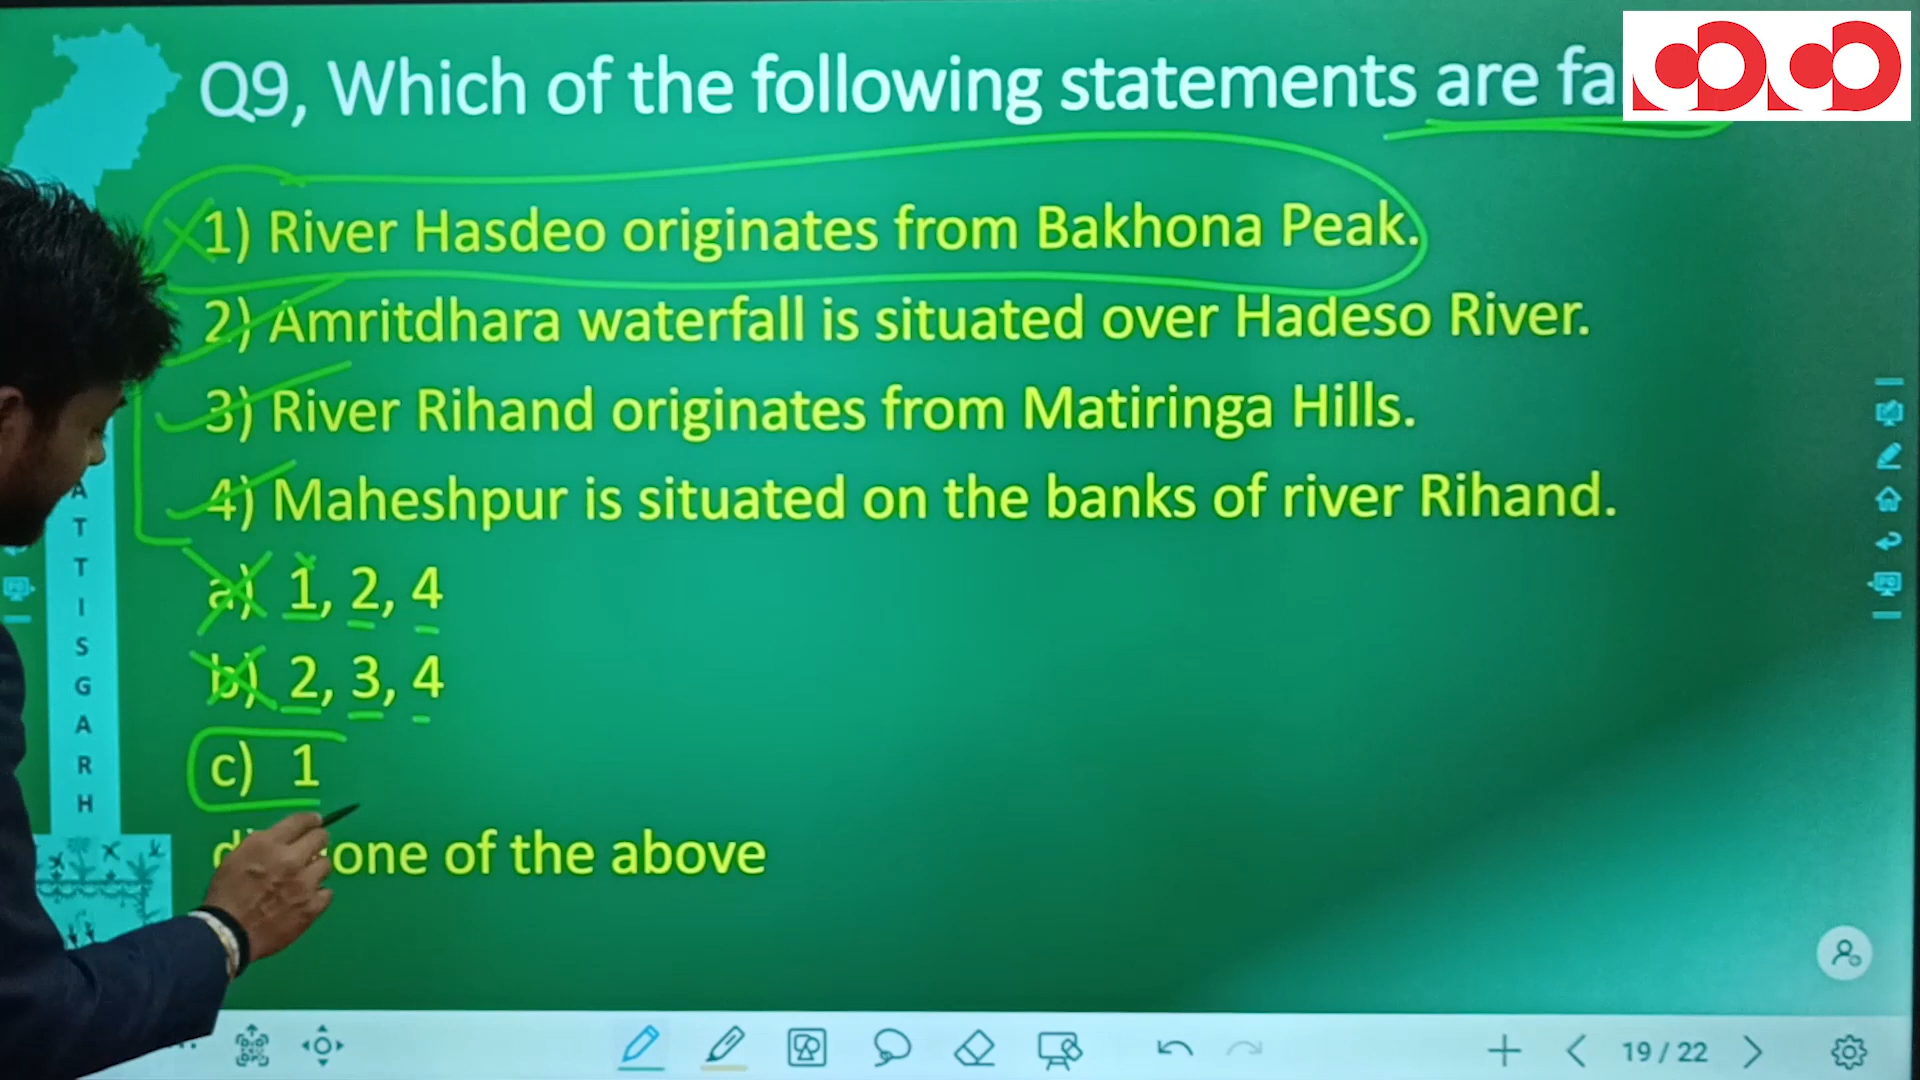 Q9, Which of the following statements are
1) River Hasdeo originates from Bakhona Peak.
2) Amritdhara waterfall is situated over Hadeso River.
3) River Rihand originates from Matiringa Hills.
4) Maheshpur is situated on the banks of river Rihand.
a) 1, 2, 4
b) 2, 3, 4
c) 1
of the above
A
T
T
I
S
G
A
R
H
19 / 22